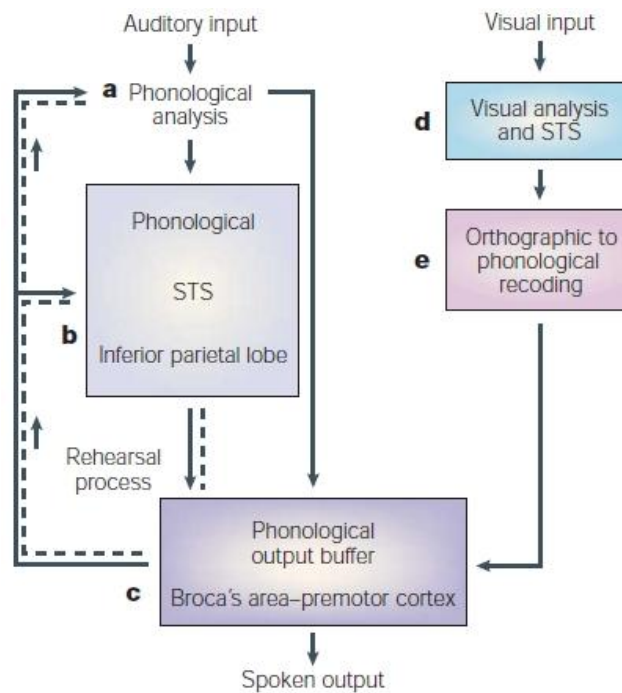 Auditory input
a
Phonological
analysis
Phonological
STS
b
Inferior parietal lobe
Rehearsal
process
Phonological
output buffer
c
Broca's area–premotor cortex
Spoken output
Visual input
d
Visual analysis
and STS
e
Orthographic to
phonological
recoding